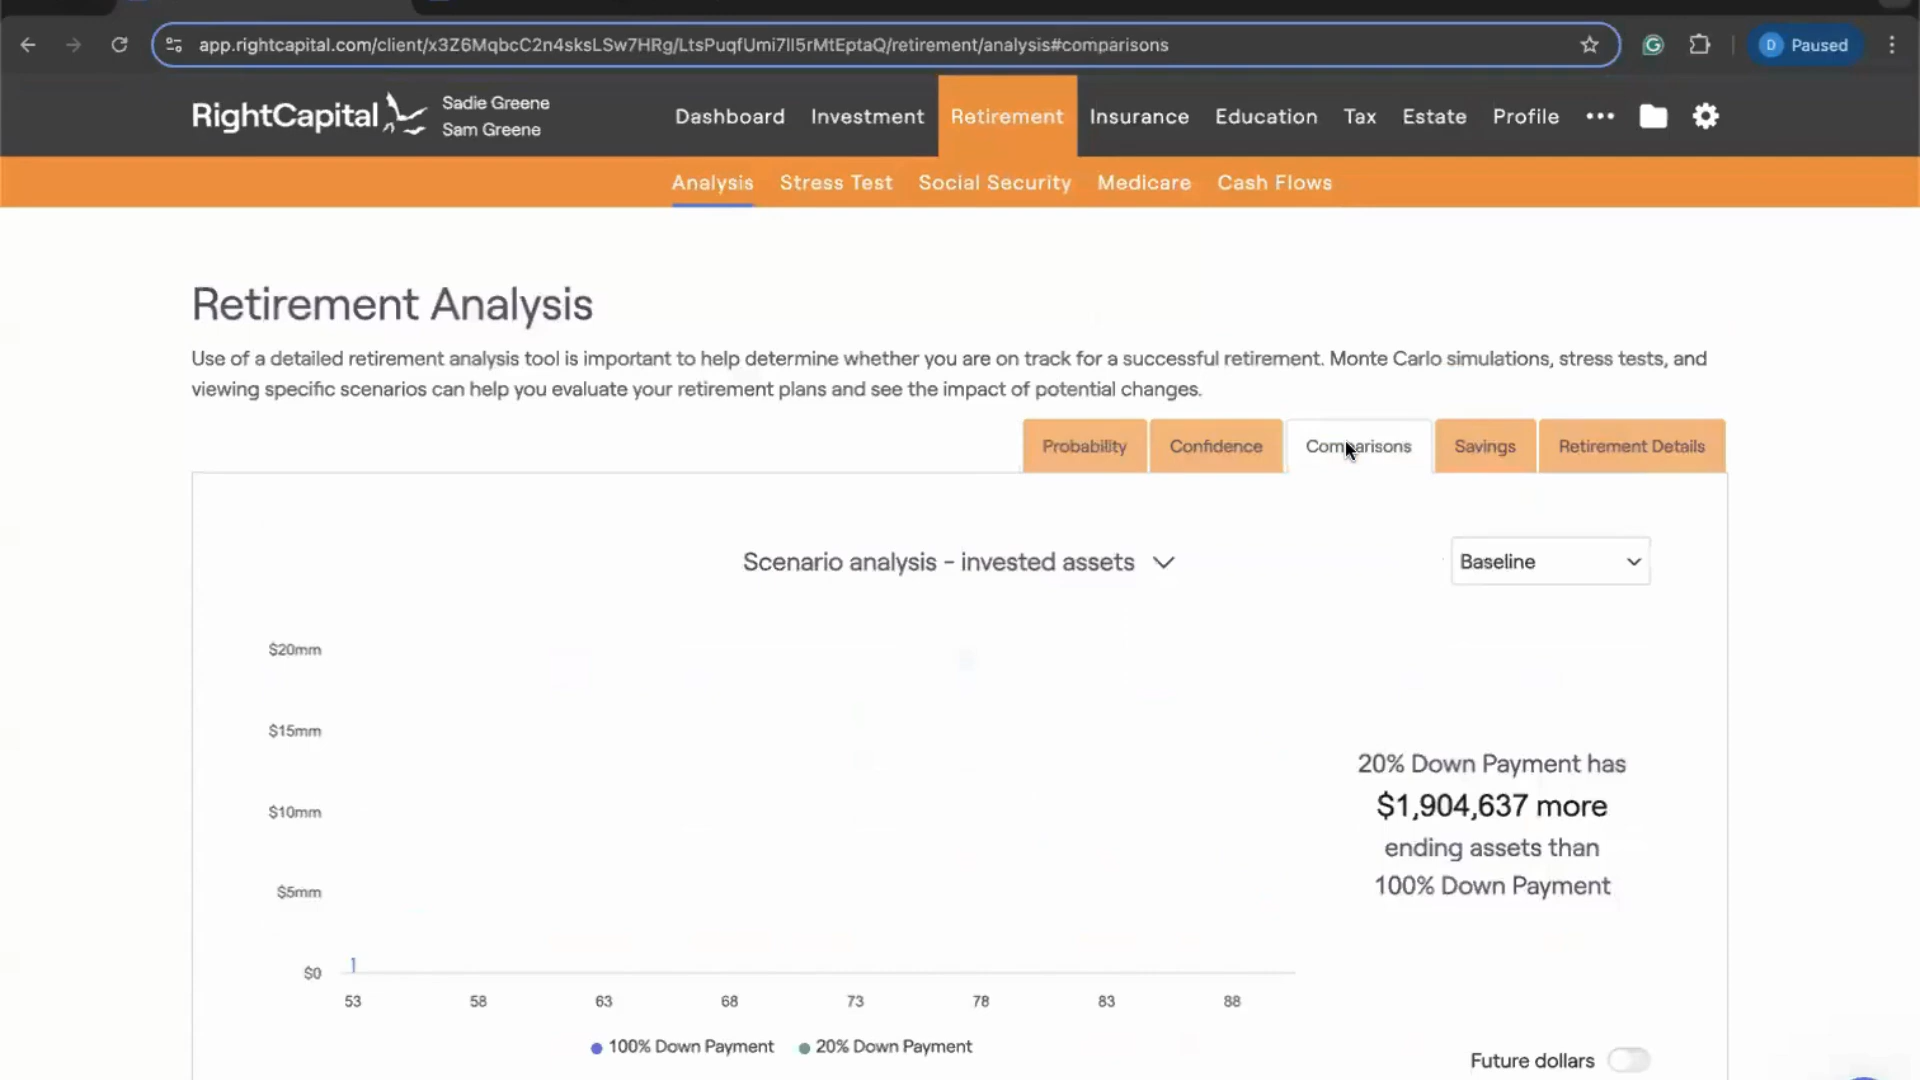 app.rightcapital.com/client/x3Z6MqbcC2n4sksLSw7HRg/LtsPuqfUmi7lI5rMtEptaQ/retirement/analysis#comparisons
D Paused
RightCapital
Sadie Greene
Sam Greene
Dashboard Investment Retirement Insurance Education Tax Estate Profile
Analysis Stress Test Social Security Medicare Cash Flows
Retirement Analysis
Use of a detailed retirement analysis tool is important to help determine whether you are on track for a successful retirement. Monte Carlo simulations, stress tests, and
viewing specific scenarios can help you evaluate your retirement plans and see the impact of potential changes.
Probability Confidence Comparisons Savings Retirement Details
Scenario analysis - invested assets
Baseline
$20mm
$15mm
$10mm
$5mm
$0
20% Down Payment has
$1,904,637 more
ending assets than
100% Down Payment
53 58 63 68 73 78 83 88
100% Down Payment 20% Down Payment
Future dollars